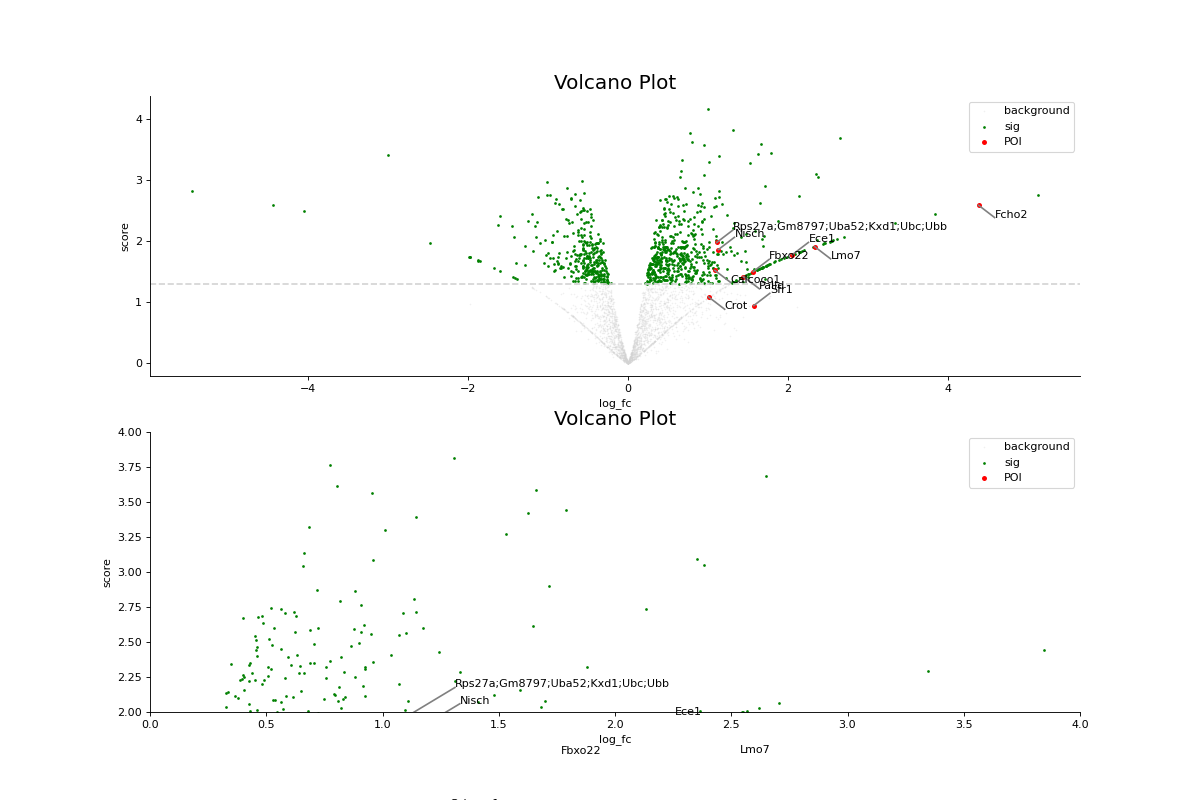 Volcano Plot
background
sig
POI
4
3
2
1
0
score
Fcho2
Rps27a;Gm8797;Uba52;Kxd1;Ubc;Ubb
Nisch
Ece1
Fbxo22
Lmo7
Calcoco1
Palld
Crot
−4
−2
0
2
4
log_fc
Volcano Plot
background
sig
POI
4.00
3.75
3.50
3.25
3.00
2.75
2.50
2.25
2.00
score
Rps27a;Gm8797;Uba52;Kxd1;Ubc;Ubb
Nisch
Ece1
0.0
0.5
1.0
1.5
2.0
2.5
3.0
3.5
4.0
log_fc
Fbxo22
Lmo7